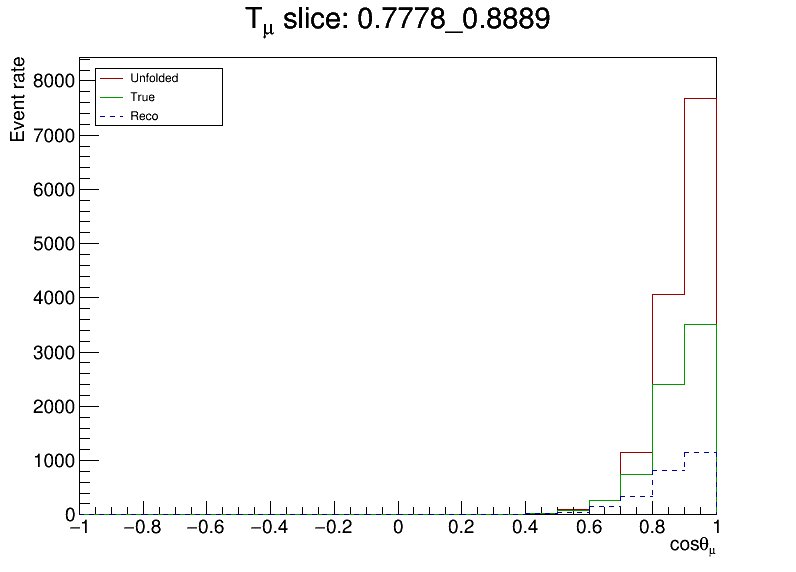 Tμ slice: 0.7778_0.8889
Event rate
Unfolded
True
Reco
8000
7000
6000
5000
4000
3000
2000
1000
0
−1 −0.8 −0.6 −0.4 −0.2 0 0.2 0.4 0.6 0.8 1
cosθμ